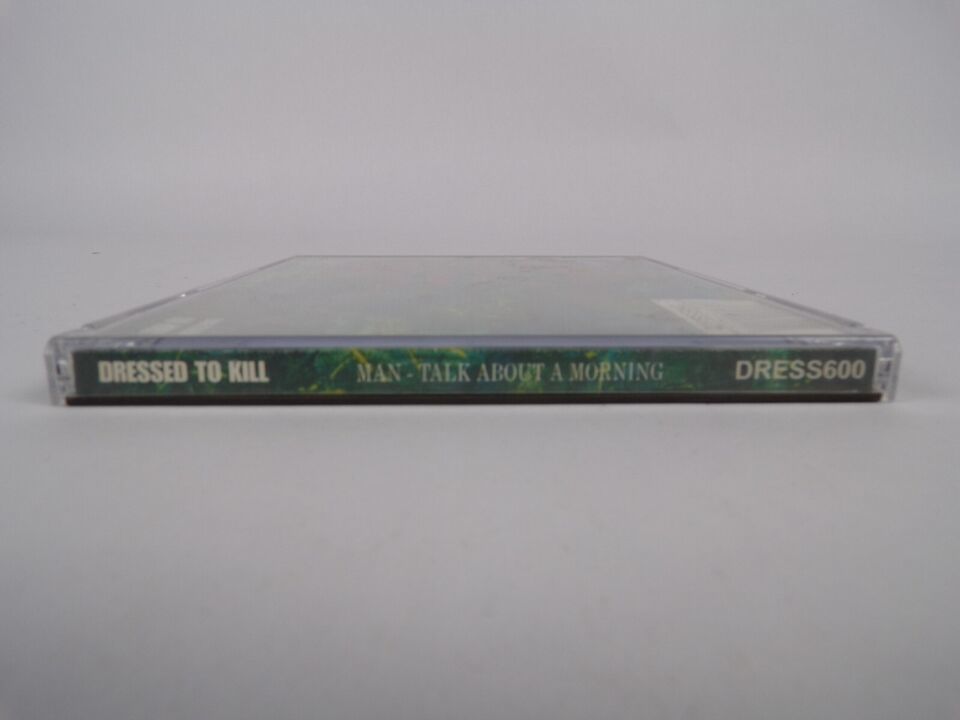 DRESSED TO KILL MAN - TALK ABOUT A MORNING DRESS600